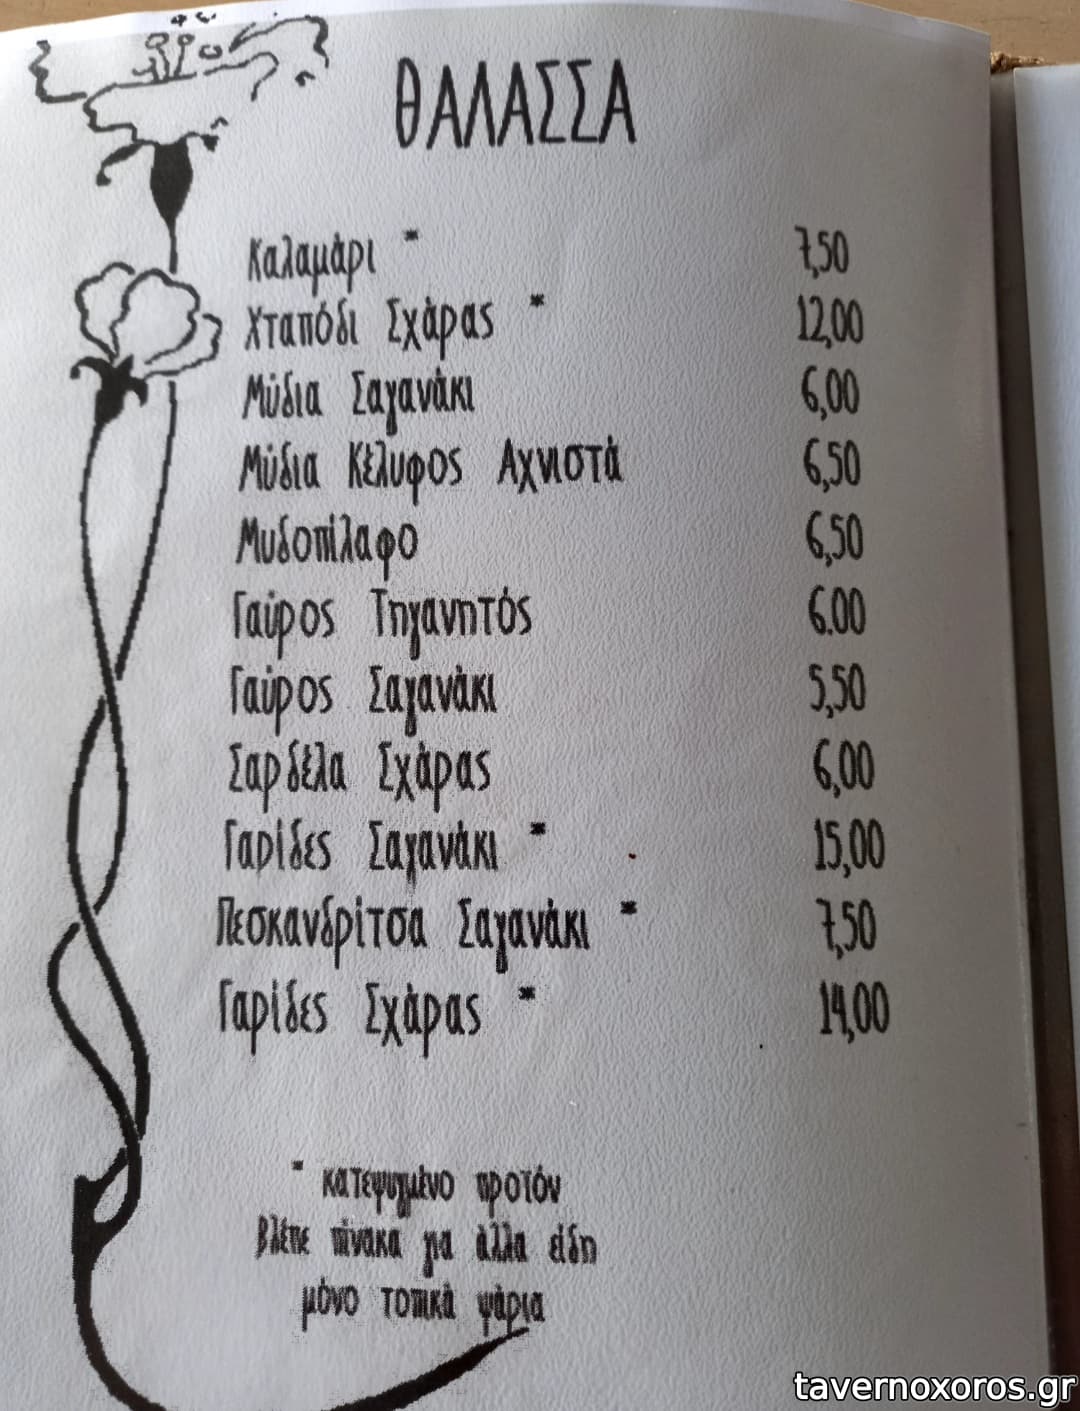 ΘΑΛΑΣΣΑ
Καλαμάρι * 7,50
Χταπόδι Σχάρας * 12,00
Μύδια Σαγανάκι 6,00
Μύδια Κέλυφος Αχνιστά 6,50
Μυδοπίλαφο 6,50
Γαύρος Τηγανητός 6.00
Γαύρος Σαγανάκι 5,50
Σαρδέλα Σχάρας 6,00
Γαρίδες Σαγανάκι * 15,00
Πεσκανδρίτσα Σαγανάκι * 7,50
Γαρίδες Σχάρας * 14,00
* κατεψυγμένο προϊόν
βλέπε πίνακα για άλλα είδη
μόνο τοπικά ψάρια
tavernoxoros.gr